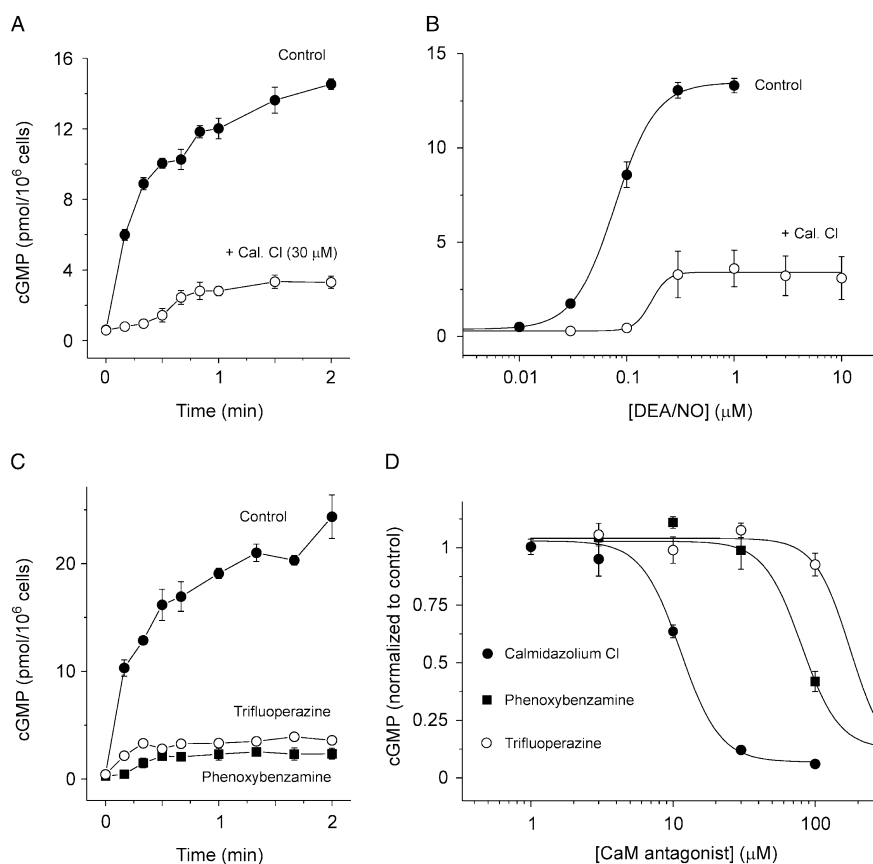 A
16
12
8
4
0
cGMP (pmol/10⁶ cells)
Control
+ Cal. Cl (30 μM)
0
1
2
Time (min)
B
15
10
5
0
Control
+ Cal. Cl
0.01
0.1
1
10
[DEA/NO] (μM)
C
20
10
0
cGMP (pmol/10⁶ cells)
Control
Trifluoperazine
Phenoxybenzamine
0
1
2
Time (min)
D
1
0.75
0.5
0.25
0
cGMP (normalized to control)
Calmidazolium Cl
Phenoxybenzamine
Trifluoperazine
1
10
100
[CaM antagonist] (μM)